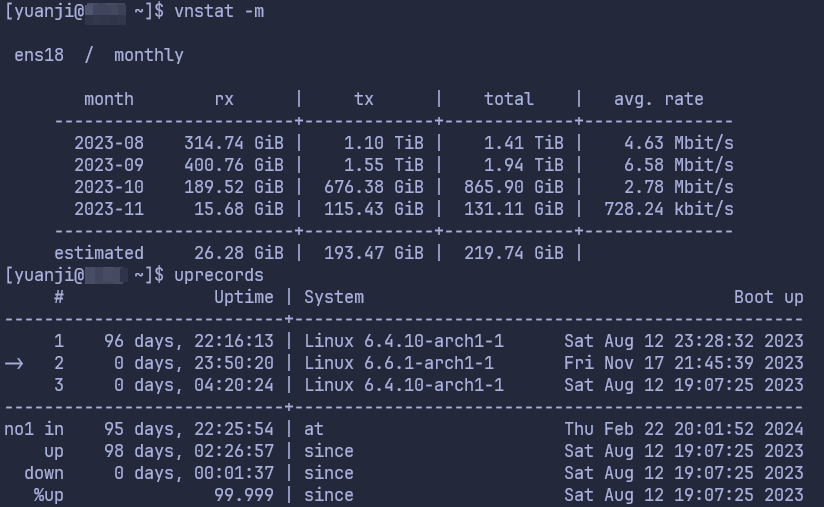 [yuanji@ ~]$ vnstat -m
ens18 / monthly
month rx | tx | total | avg. rate
------------------------+-------------+-------------+---------------
2023-08 314.74 GiB | 1.10 TiB | 1.41 TiB | 4.63 Mbit/s
2023-09 400.76 GiB | 1.55 TiB | 1.94 TiB | 6.58 Mbit/s
2023-10 189.52 GiB | 676.38 GiB | 865.90 GiB | 2.78 Mbit/s
2023-11 15.68 GiB | 115.43 GiB | 131.11 GiB | 728.24 kbit/s
------------------------+-------------+-------------+---------------
estimated 26.28 GiB | 193.47 GiB | 219.74 GiB |
[yuanji@ ~]$ uprecords
# Uptime | System Boot up
----------------------------+---------------------------------------------------
1 96 days, 22:16:13 | Linux 6.4.10-arch1-1 Sat Aug 12 23:28:32 2023
-> 2 0 days, 23:50:20 | Linux 6.6.1-arch1-1 Fri Nov 17 21:45:39 2023
3 0 days, 04:20:24 | Linux 6.4.10-arch1-1 Sat Aug 12 19:07:25 2023
----------------------------+---------------------------------------------------
no1 in 95 days, 22:25:54 | at Thu Feb 22 20:01:52 2024
up 98 days, 02:26:57 | since Sat Aug 12 19:07:25 2023
down 0 days, 00:01:37 | since Sat Aug 12 19:07:25 2023
%up 99.999 | since Sat Aug 12 19:07:25 2023